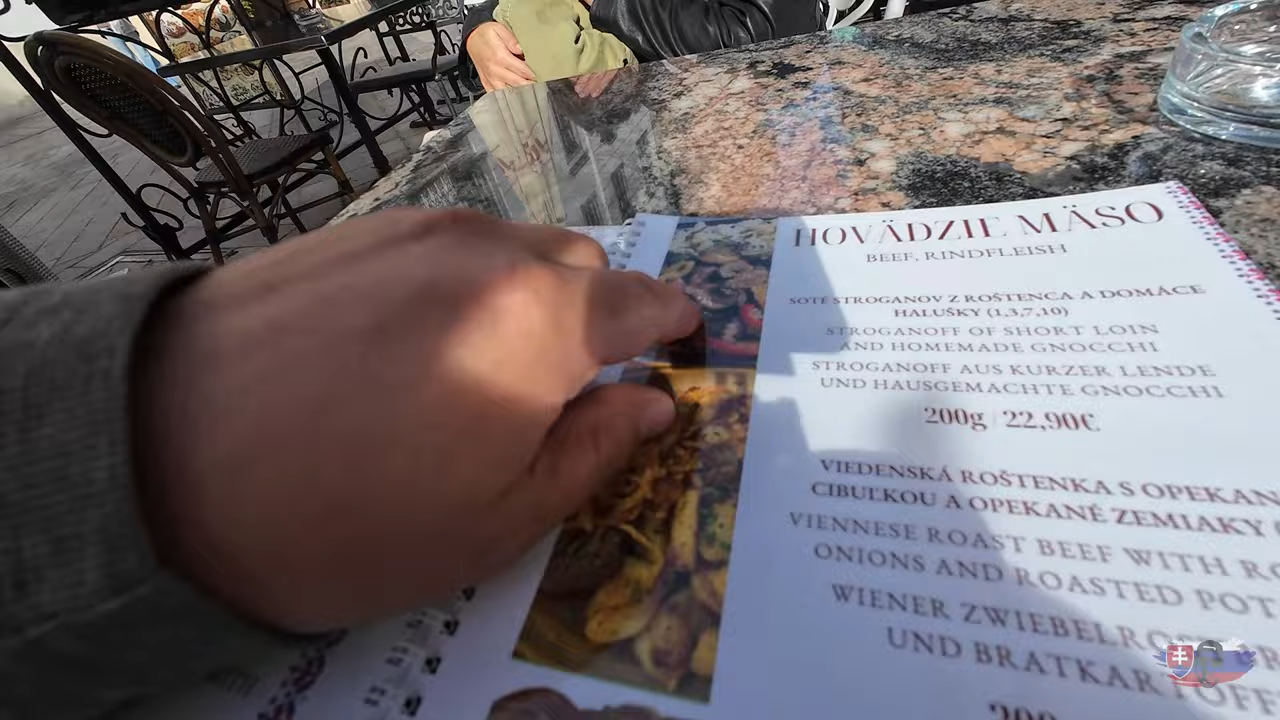 HOVÄDZIE MÄSO
BEEF, RINDFLEISH
SOTÉ STROGANOV Z ROŠTENCA A DOMÁCE
HALUŠKY (1,3,7,10)
STROGANOFF OF SHORT LOIN
AND HOMEMADE GNOCCHI
STROGANOFF AUS KURZER LENDE
UND HAUSGEMACHTE GNOCCHI
200g | 22,90€
VIEDENSKÁ ROŠTENKA S OPEKAN
CIBUĽKOU A OPEKANÉ ZEMIAKY (
VIENNESE ROAST BEEF WITH RO
ONIONS AND ROASTED POT
WIENER ZWIEBELRO
UND BRATKARTOFFE
200